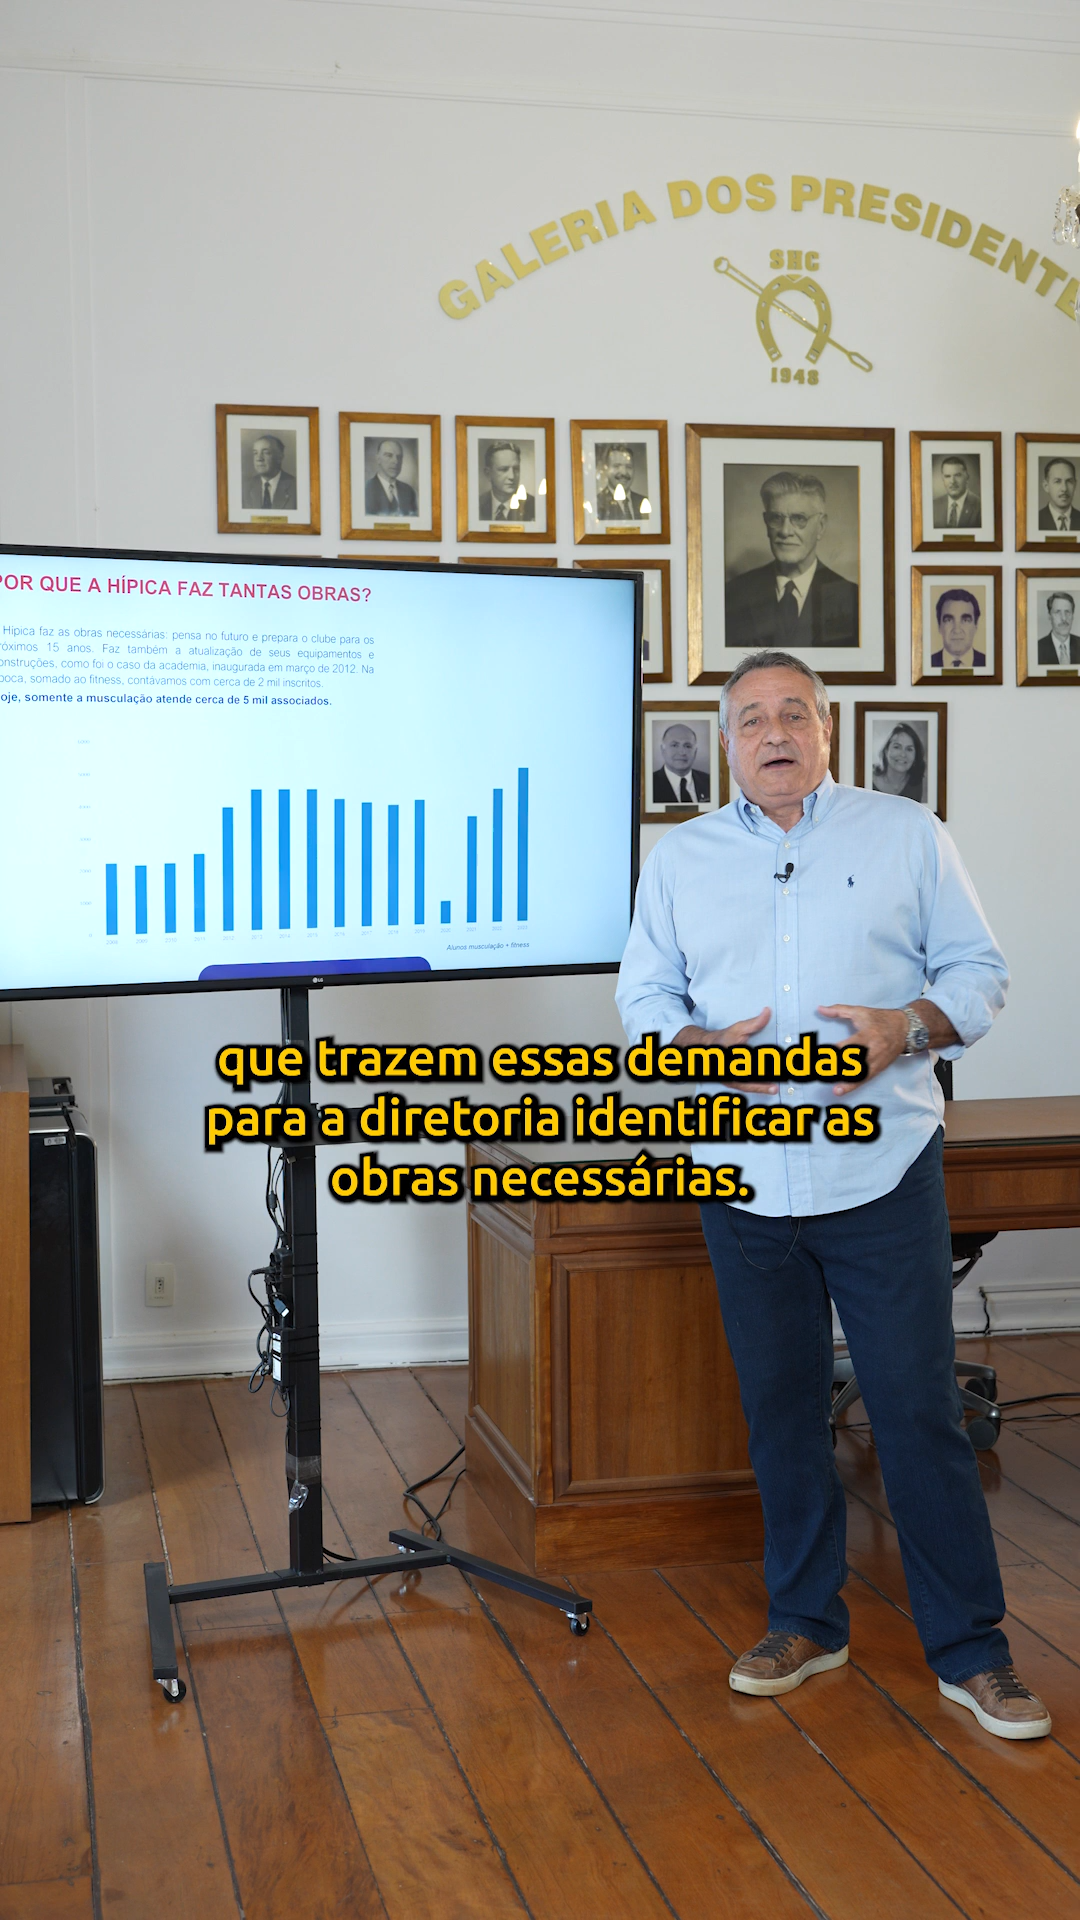 GALERIA DOS PRESIDENTE
SHC
1948
POR QUE A HÍPICA FAZ TANTAS OBRAS?
Hípica faz as obras necessárias: pensa no futuro e prepara o clube para os
róximos 15 anos. Faz também a atualização de seus equipamentos e
onstruções, como foi o caso da academia, inaugurada em março de 2012. Na
poca, somado ao fitness, contávamos com cerca de 2 mil inscritos.
oje, somente a musculação atende cerca de 5 mil associados.
Alunos musculação + fitness
LG
que trazem essas demandas
para a diretoria identificar as
obras necessárias.